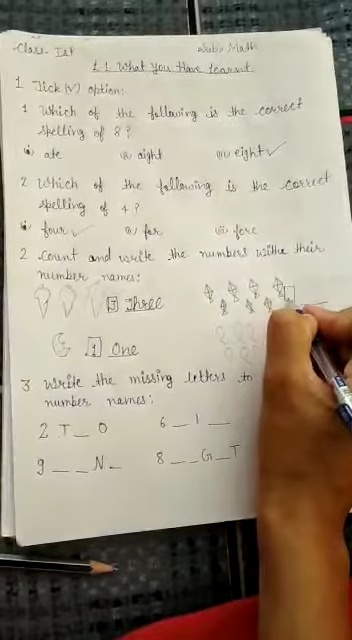 Class- Ist Sub:- Math
1.1 What you Have learnt
1 Tick (✓) option:
1 Which of the following is the correct
spelling of 8?
(i) ate (ii) aight (iii) eight ✓
2 Which of the following is the correct
spelling of 4?
(i) four ✓ (ii) for (iii) fore
2 Count and write the numbers withe their
number names:
3 Three
1 One
3 Write the missing letters to
number names:
2 T _ O 6 _ I _
9 _ _ N _ 8 _ _ G _ T